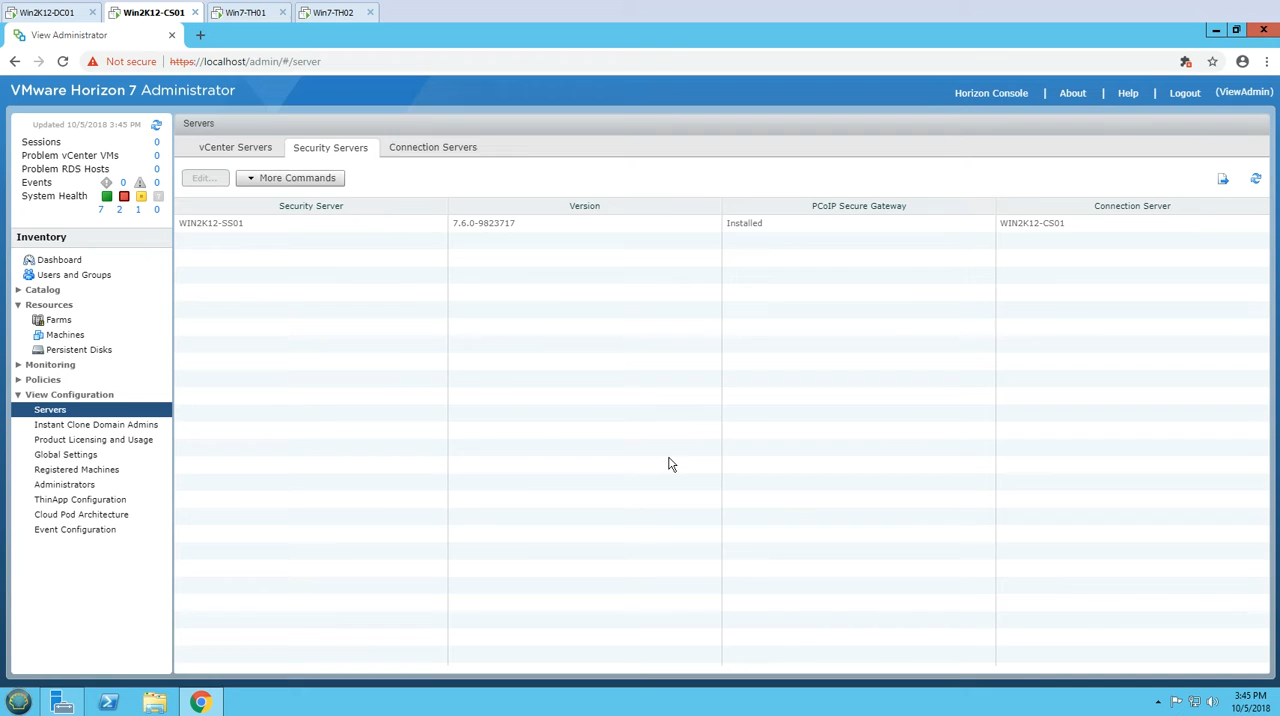 Win2K12-DC01
Win2K12-CS01
Win7-TH01
Win7-TH02
View Administrator
Not secure https://localhost/admin/#/server
VMware Horizon 7 Administrator
Horizon Console | About | Help | Logout (ViewAdmin)
Updated 10/5/2018 3:45 PM
Sessions 0
Problem vCenter VMs 0
Problem RDS Hosts 0
Events 0 0
System Health
7 2 1 0
Inventory
Dashboard
Users and Groups
Catalog
Resources
Farms
Machines
Persistent Disks
Monitoring
Policies
View Configuration
Servers
Instant Clone Domain Admins
Product Licensing and Usage
Global Settings
Registered Machines
Administrators
ThinApp Configuration
Cloud Pod Architecture
Event Configuration
Servers
vCenter Servers Security Servers Connection Servers
Edit... More Commands
Security Server Version PCoIP Secure Gateway Connection Server
WIN2K12-SS01 7.6.0-9823717 Installed WIN2K12-CS01
3:45 PM
10/5/2018